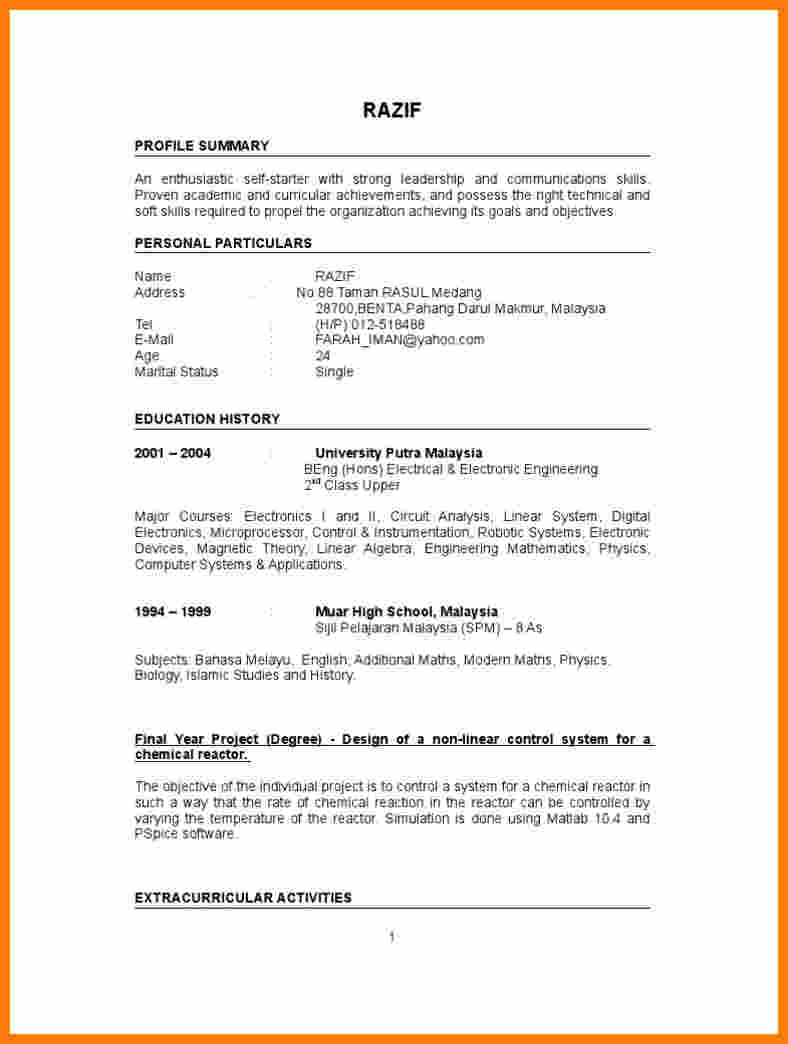 RAZIF
PROFILE SUMMARY
An enthusiastic self-starter with strong leadership and communications skills.
Proven academic and curricular achievements, and possess the right technical and
soft skills required to propel the organization achieving its goals and objectives.
PERSONAL PARTICULARS
Name : RAZIF
Address : No 88 Taman RASUL Medang
28700,BENTA,Pahang Darul Makmur, Malaysia
Tel : (H/P) 012-518488
E-Mail : FARAH_IMAN@yahoo.com
Age : 24
Marital Status : Single
EDUCATION HISTORY
2001 – 2004 : University Putra Malaysia
BEng (Hons) Electrical & Electronic Engineering
2nd Class Upper
Major Courses: Electronics I and II, Circuit Analysis, Linear System, Digital
Electronics, Microprocessor, Control & Instrumentation, Robotic Systems, Electronic
Devices, Magnetic Theory, Linear Algebra, Engineering Mathematics, Physics,
Computer Systems & Applications.
1994 – 1999 : Muar High School, Malaysia
Sijil Pelajaran Malaysia (SPM) – 8 As
Subjects: Bahasa Melayu, English, Additional Maths, Modern Maths, Physics,
Biology, Islamic Studies and History.
Final Year Project (Degree) - Design of a non-linear control system for a
chemical reactor.
The objective of the individual project is to control a system for a chemical reactor in
such a way that the rate of chemical reaction in the reactor can be controlled by
varying the temperature of the reactor. Simulation is done using Matlab 10.4 and
PSpice software.
EXTRACURRICULAR ACTIVITIES
1